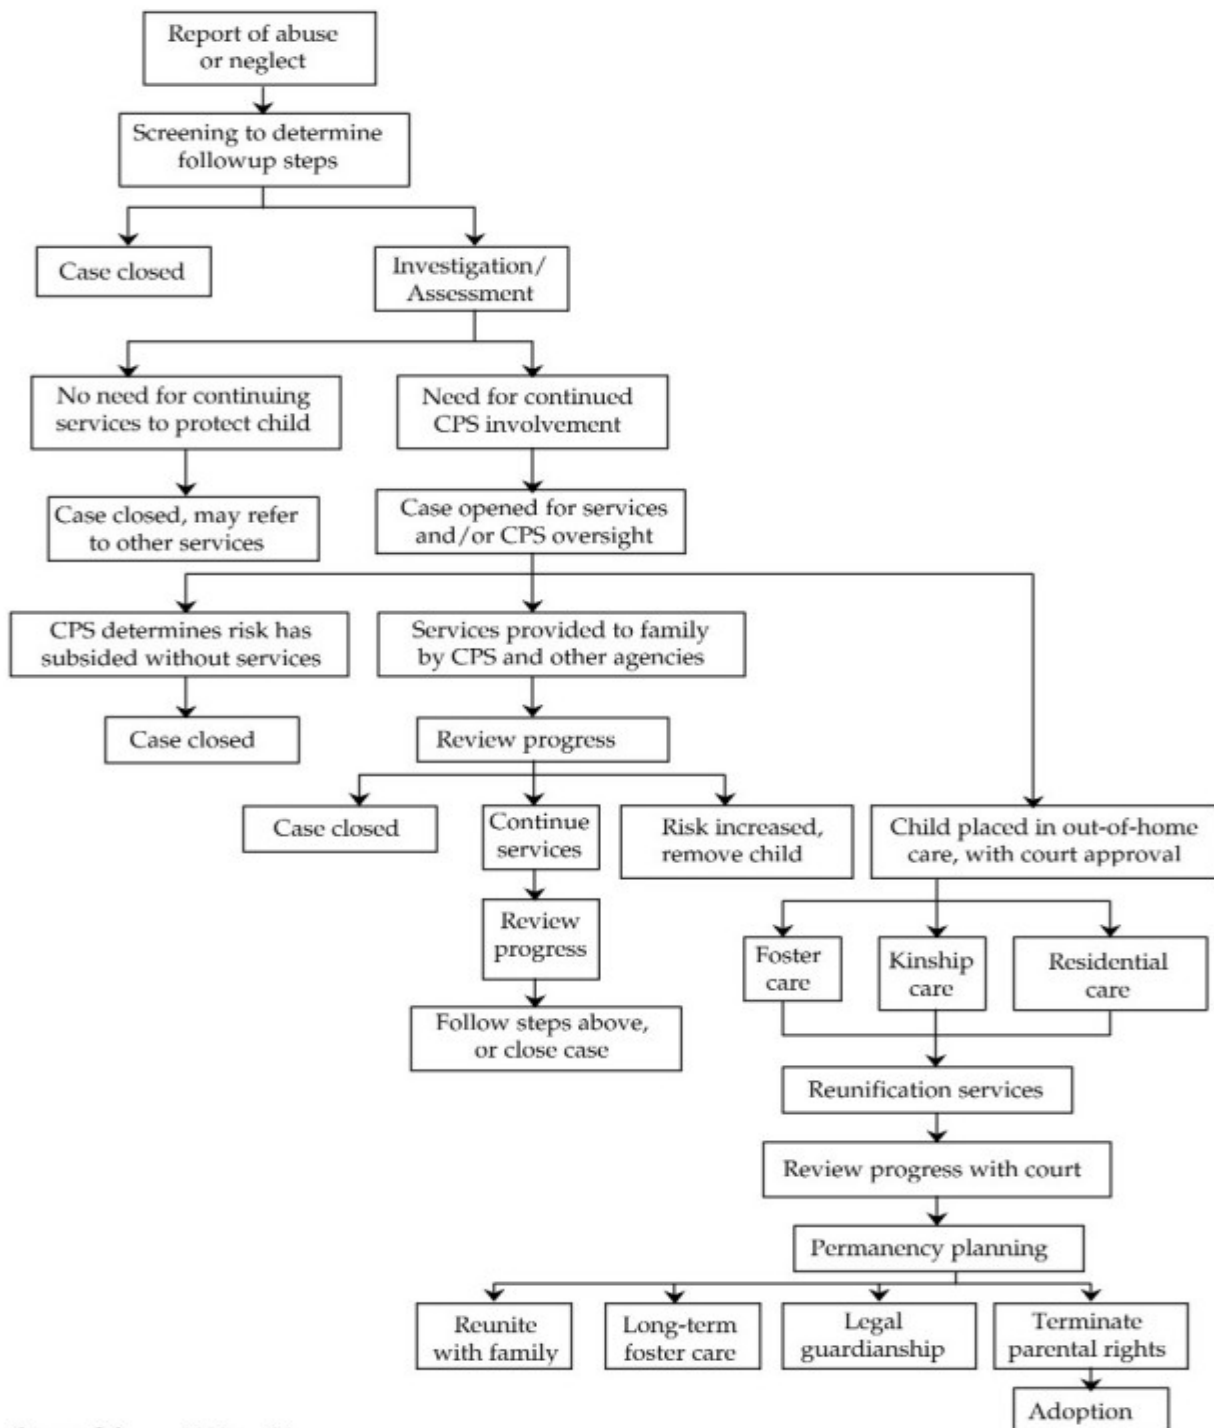 Report of abuse
or neglect
Screening to determine
followup steps
Case closed
Investigation/
Assessment
No need for continuing
services to protect child
Need for continued
CPS involvement
Case opened for services
and/or CPS oversight
Case closed, may refer
to other services
CPS determines risk has
subsided without services
Services provided to family
by CPS and other agencies
Case closed
Review progress
Case closed
Continue
services
Risk increased,
remove child
Child placed in out-of-home
care, with court approval
Review
progress
Foster
care
Kinship
care
Residential
care
Follow steps above,
or close case
Reunification services
Review progress with court
Permanency planning
Reunite
with family
Long-term
foster care
Legal
guardianship
Terminate
parental rights
Adoption